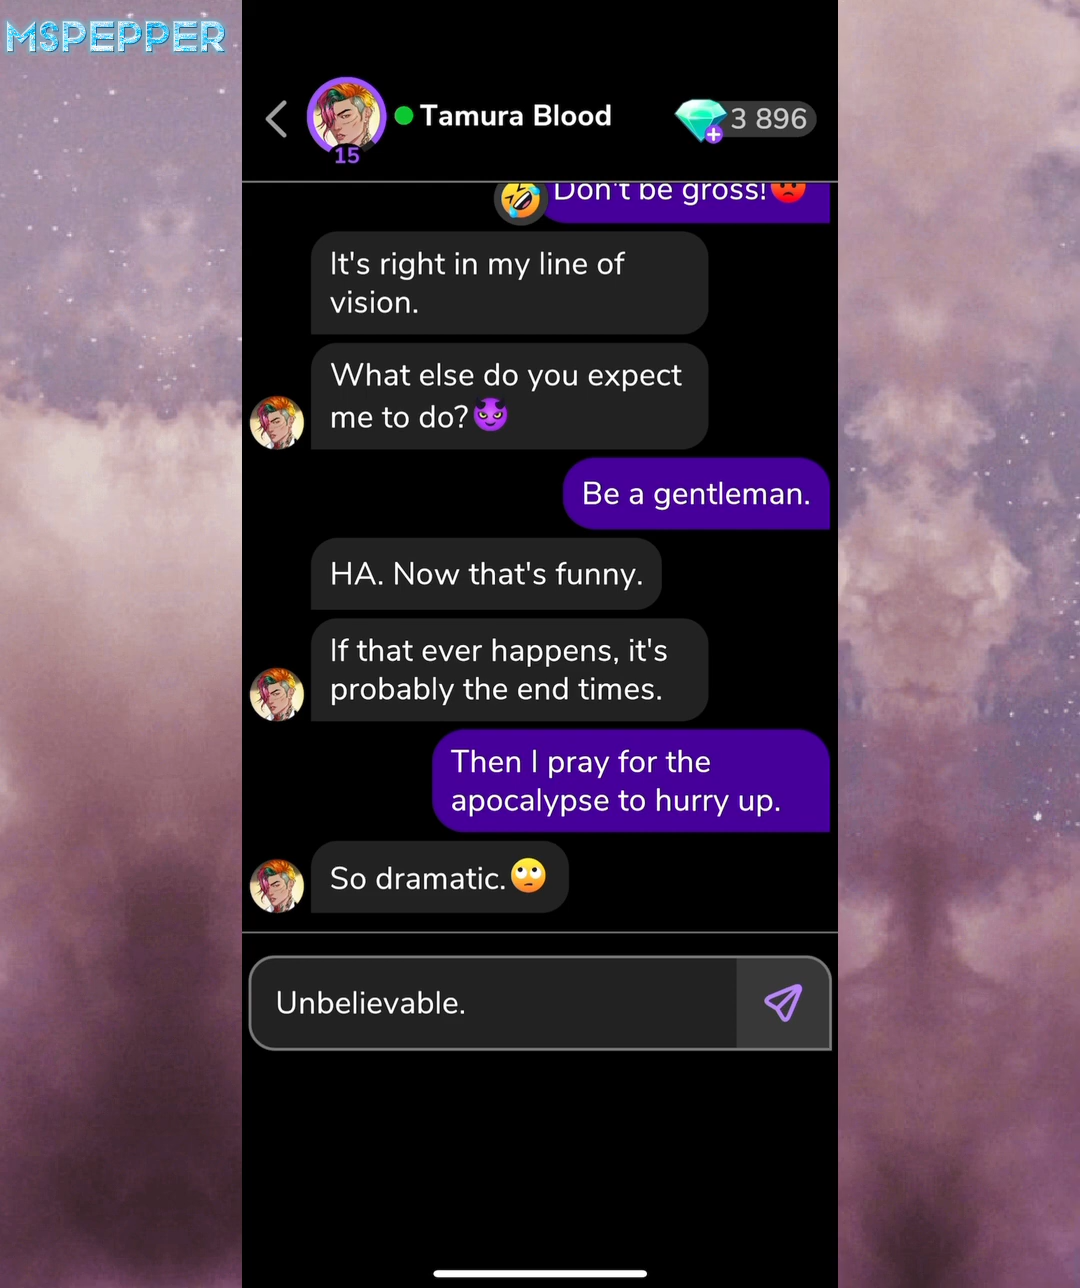 MSPEPPER
Tamura Blood
3 896
15
Don't be gross!😡
It's right in my line of
vision.
What else do you expect
me to do?😈
Be a gentleman.
HA. Now that's funny.
If that ever happens, it's
probably the end times.
Then I pray for the
apocalypse to hurry up.
So dramatic.🙄
Unbelievable.